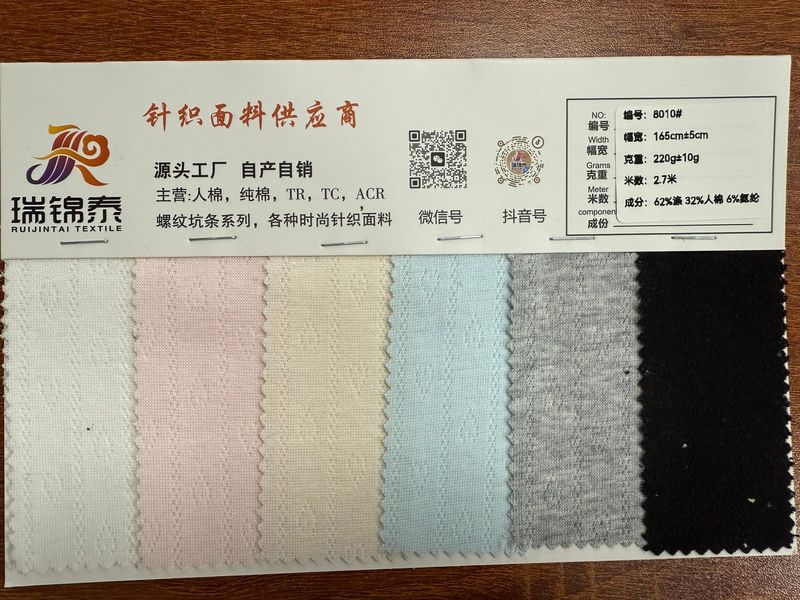 针织面料供应商
源头工厂 自产自销
主营:人棉，纯棉，TR，TC，ACR
螺纹坑条系列，各种时尚针织面料
瑞锦泰
RUIJINTAI TEXTILE
微信号
抖音号
NO:
编号
Width
幅宽
Grams
克重
Meter
米数
componen
成份
编号: 8010#
幅宽: 165cm±5cm
克重: 220g±10g
米数: 2.7米
成分: 62%涤 32%人棉 6%氨纶